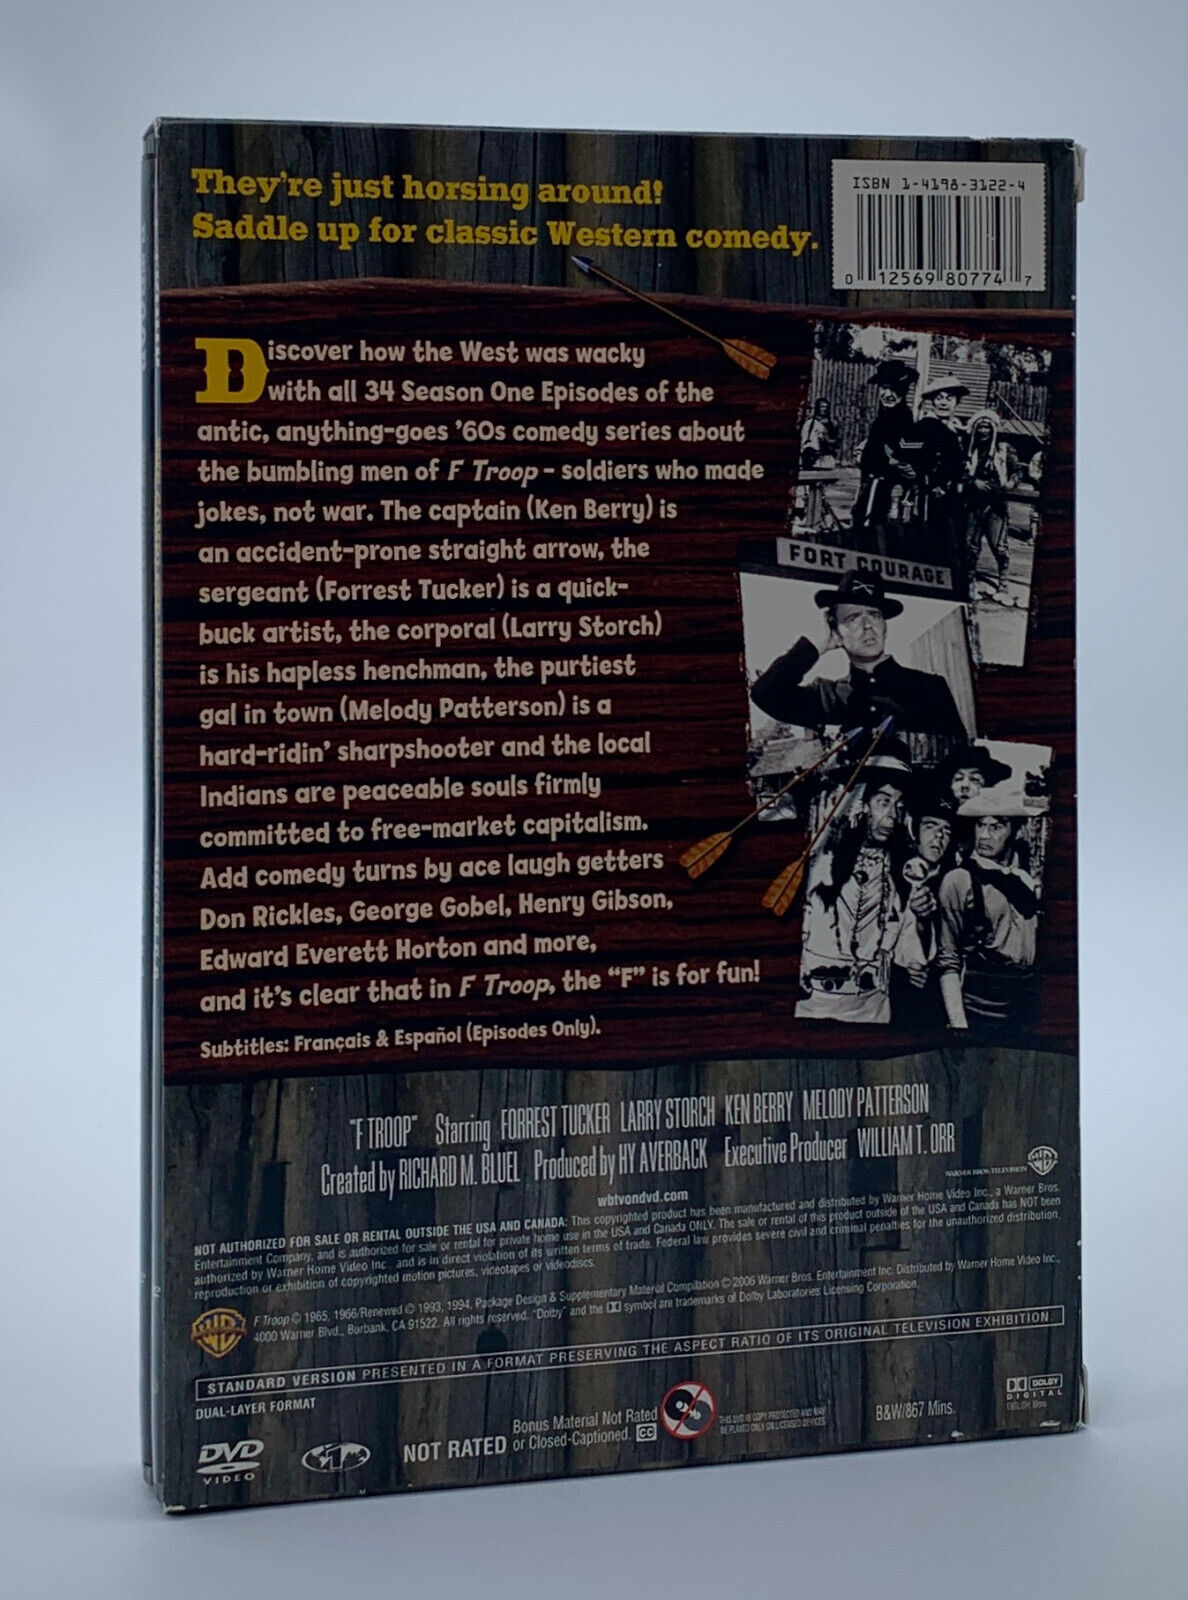 They're just horsing around!
Saddle up for classic Western comedy.
ISBN 1-4198-3122-4
0 12569 80774 7
Discover how the West was wacky
with all 34 Season One Episodes of the
antic, anything-goes '60s comedy series about
the bumbling men of F Troop – soldiers who made
jokes, not war. The captain (Ken Berry) is
an accident-prone straight arrow, the
sergeant (Forrest Tucker) is a quick-
buck artist, the corporal (Larry Storch)
is his hapless henchman, the purtiest
gal in town (Melody Patterson) is a
hard-ridin' sharpshooter and the local
Indians are peaceable souls firmly
committed to free-market capitalism.
Add comedy turns by ace laugh getters
Don Rickles, George Gobel, Henry Gibson,
Edward Everett Horton and more,
and it's clear that in F Troop, the "F" is for fun!
Subtitles: Français & Español (Episodes Only).
FORT COURAGE
"F TROOP" Starring FORREST TUCKER LARRY STORCH KEN BERRY MELODY PATTERSON
Created by RICHARD M. BLUEL Produced by HY AVERBACK Executive Producer WILLIAM T. ORR
WARNER BROS. TELEVISION
wbtvondvd.com
NOT AUTHORIZED FOR SALE OR RENTAL OUTSIDE THE USA AND CANADA: This copyrighted product has been manufactured and distributed by Warner Home Video Inc., a Warner Bros.
Entertainment Company, and is authorized for sale or rental for private home use in the USA and Canada ONLY. The sale or rental of this product outside of the USA and Canada has NOT been
authorized by Warner Home Video Inc. and is in direct violation of its written terms of trade. Federal law provides severe civil and criminal penalties for the unauthorized distribution,
reproduction or exhibition of copyrighted motion pictures, videotapes or videodiscs.
F Troop © 1965, 1966/Renewed © 1993, 1994, Package Design & Supplementary Material Compilation © 2006 Warner Bros. Entertainment Inc. Distributed by Warner Home Video Inc.,
4000 Warner Blvd., Burbank, CA 91522. All rights reserved. "Dolby" and the symbol are trademarks of Dolby Laboratories Licensing Corporation.
STANDARD VERSION PRESENTED IN A FORMAT PRESERVING THE ASPECT RATIO OF ITS ORIGINAL TELEVISION EXHIBITION.
DUAL-LAYER FORMAT
DVD
VIDEO
1
NOT RATED
Bonus Material Not Rated
or Closed-Captioned. CC
THIS DVD IS COPY PROTECTED AND MAY
BE PLAYED ONLY ON LICENSED DEVICES
B&W/867 Mins.
DOLBY
DIGITAL
ENGLISH: Mono